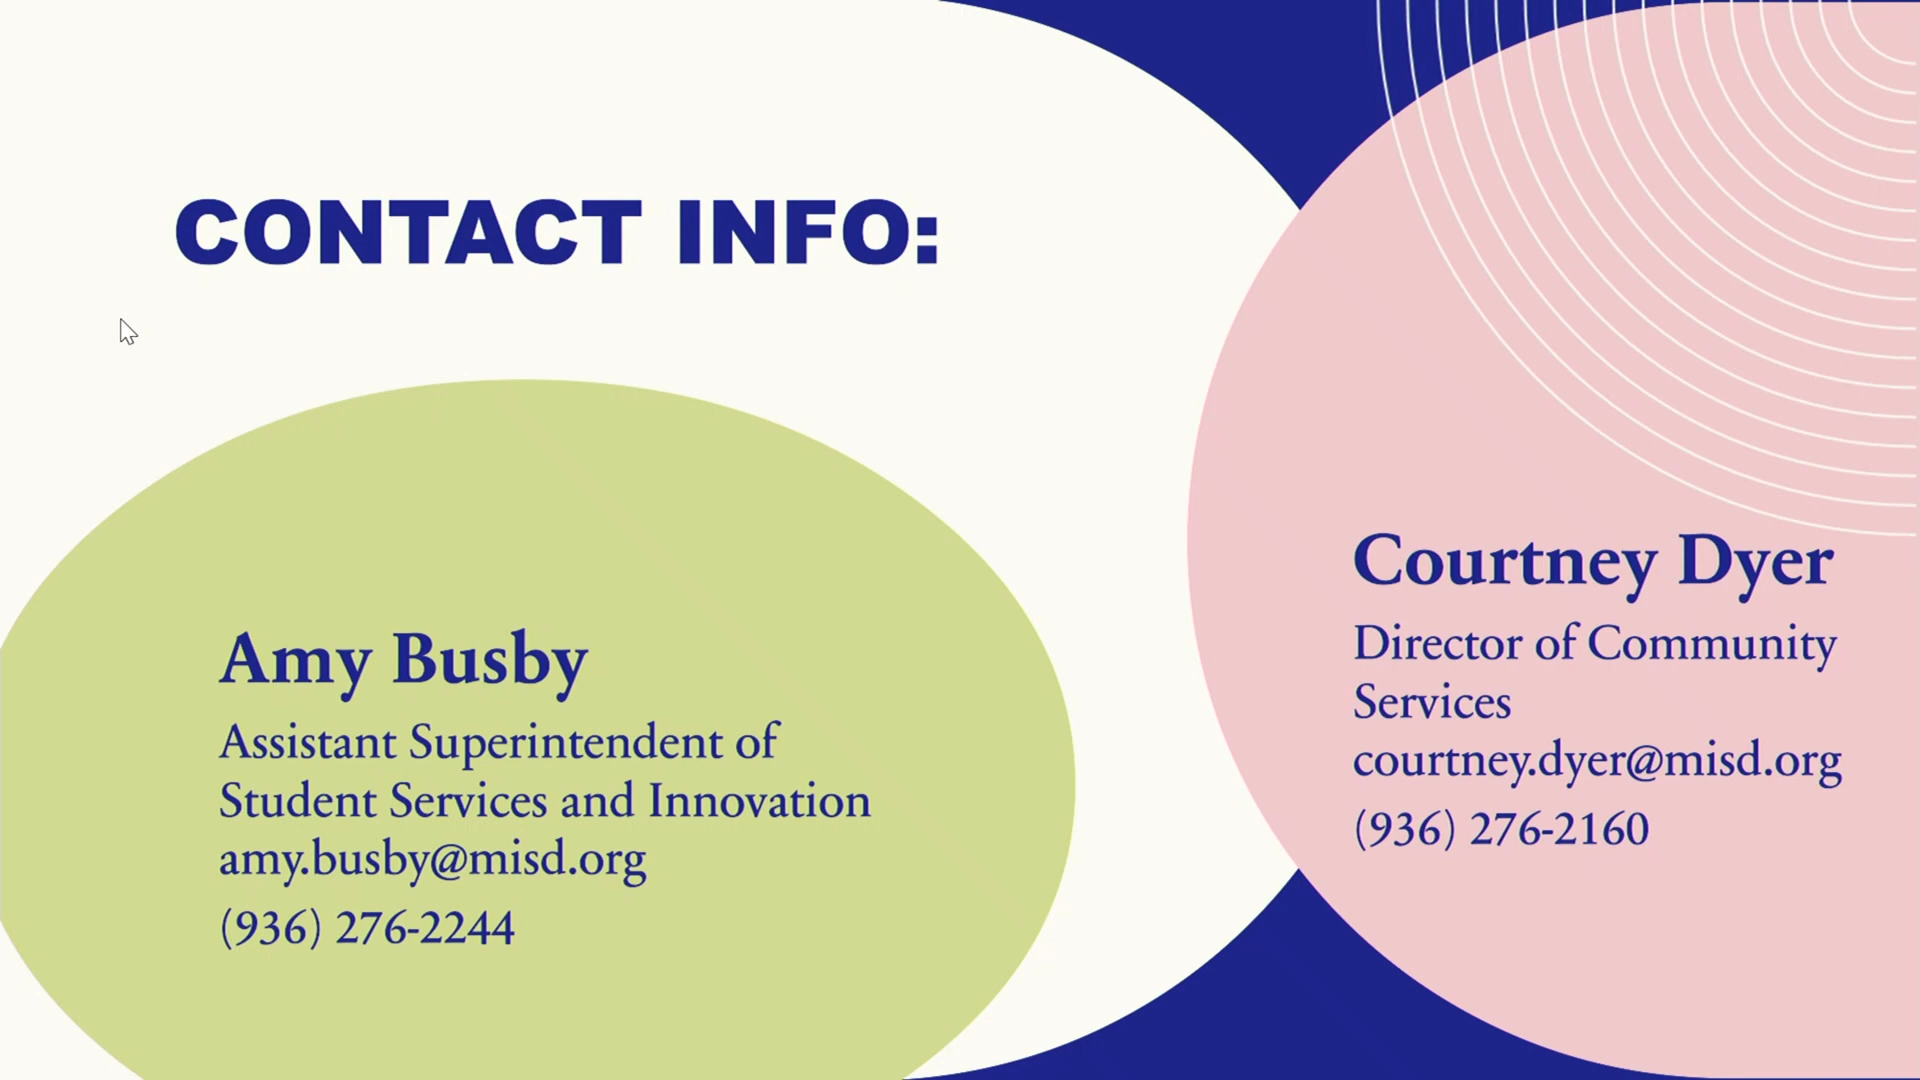 CONTACT INFO:
Amy Busby
Assistant Superintendent of
Student Services and Innovation
amy.busby@misd.org
(936) 276-2244
Courtney Dyer
Director of Community
Services
courtney.dyer@misd.org
(936) 276-2160